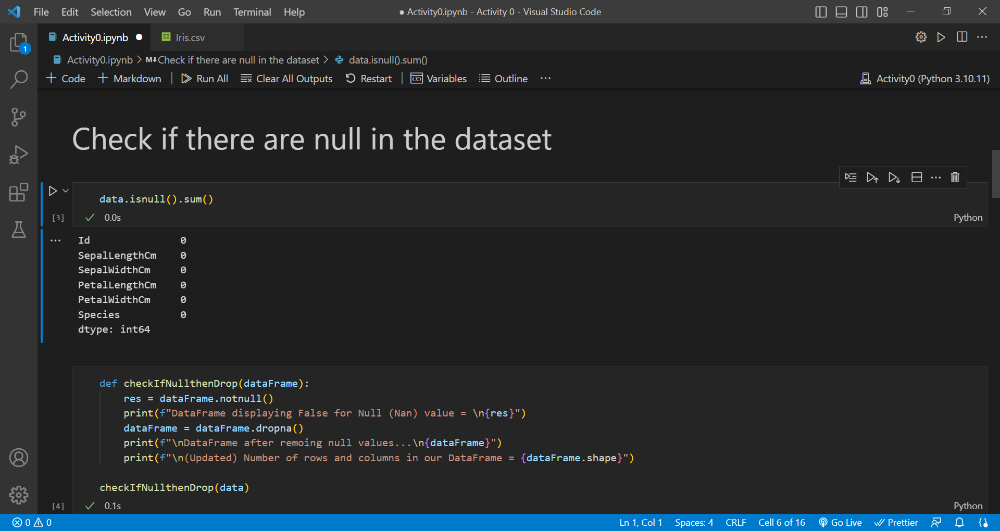 File Edit Selection View Go Run Terminal Help ● Activity0.ipynb - Activity 0 - Visual Studio Code
Activity0.ipynb ● Iris.csv
Activity0.ipynb > M↓Check if there are null in the dataset > data.isnull().sum()
+ Code + Markdown | Run All Clear All Outputs Restart | (x) Variables Outline ··· Activity0 (Python 3.10.11)
Check if there are null in the dataset
data.isnull().sum()
[3] ✓ 0.0s Python
··· Id 0
SepalLengthCm 0
SepalWidthCm 0
PetalLengthCm 0
PetalWidthCm 0
Species 0
dtype: int64
def checkIfNullthenDrop(dataFrame):
    res = dataFrame.notnull()
    print(f"DataFrame displaying False for Null (Nan) value = \n{res}")
    dataFrame = dataFrame.dropna()
    print(f"\nDataFrame after remoing null values...\n{dataFrame}")
    print(f"\n(Updated) Number of rows and columns in our DataFrame = {dataFrame.shape}")
checkIfNullthenDrop(data)
[4] ✓ 0.1s Python
1
0 0 Ln 1, Col 1 Spaces: 4 CRLF Cell 6 of 16 Go Live Prettier